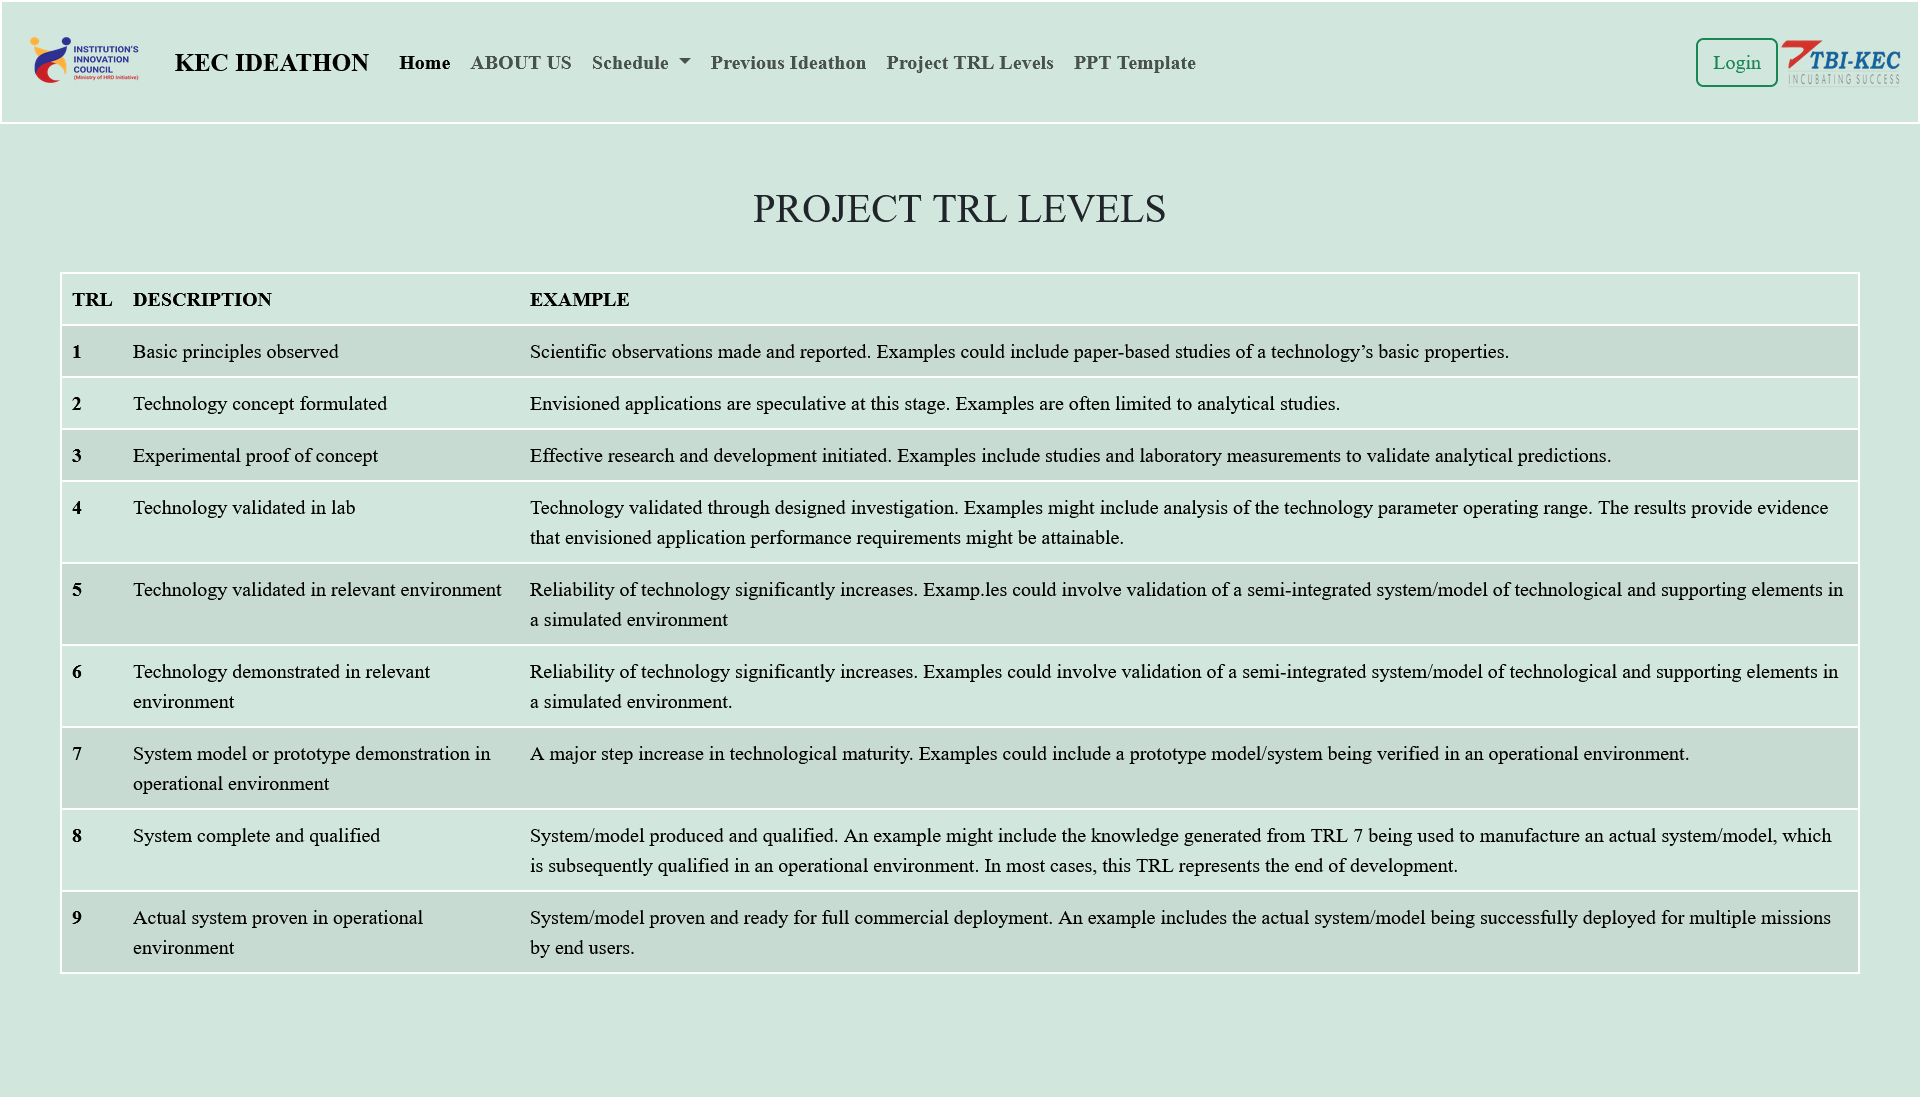 INSTITUTION'S
INNOVATION
COUNCIL
(Ministry of HRD Initiative)
KEC IDEATHON
Home
ABOUT US
Schedule
Previous Ideathon
Project TRL Levels
PPT Template
Login
TBI-KEC
INCUBATING SUCCESS
PROJECT TRL LEVELS
TRL DESCRIPTION EXAMPLE
1 Basic principles observed Scientific observations made and reported. Examples could include paper-based studies of a technology’s basic properties.
2 Technology concept formulated Envisioned applications are speculative at this stage. Examples are often limited to analytical studies.
3 Experimental proof of concept Effective research and development initiated. Examples include studies and laboratory measurements to validate analytical predictions.
4 Technology validated in lab Technology validated through designed investigation. Examples might include analysis of the technology parameter operating range. The results provide evidence
that envisioned application performance requirements might be attainable.
5 Technology validated in relevant environment Reliability of technology significantly increases. Examp.les could involve validation of a semi-integrated system/model of technological and supporting elements in
a simulated environment
6 Technology demonstrated in relevant
environment
Reliability of technology significantly increases. Examples could involve validation of a semi-integrated system/model of technological and supporting elements in
a simulated environment.
7 System model or prototype demonstration in
operational environment
A major step increase in technological maturity. Examples could include a prototype model/system being verified in an operational environment.
8 System complete and qualified System/model produced and qualified. An example might include the knowledge generated from TRL 7 being used to manufacture an actual system/model, which
is subsequently qualified in an operational environment. In most cases, this TRL represents the end of development.
9 Actual system proven in operational
environment
System/model proven and ready for full commercial deployment. An example includes the actual system/model being successfully deployed for multiple missions
by end users.